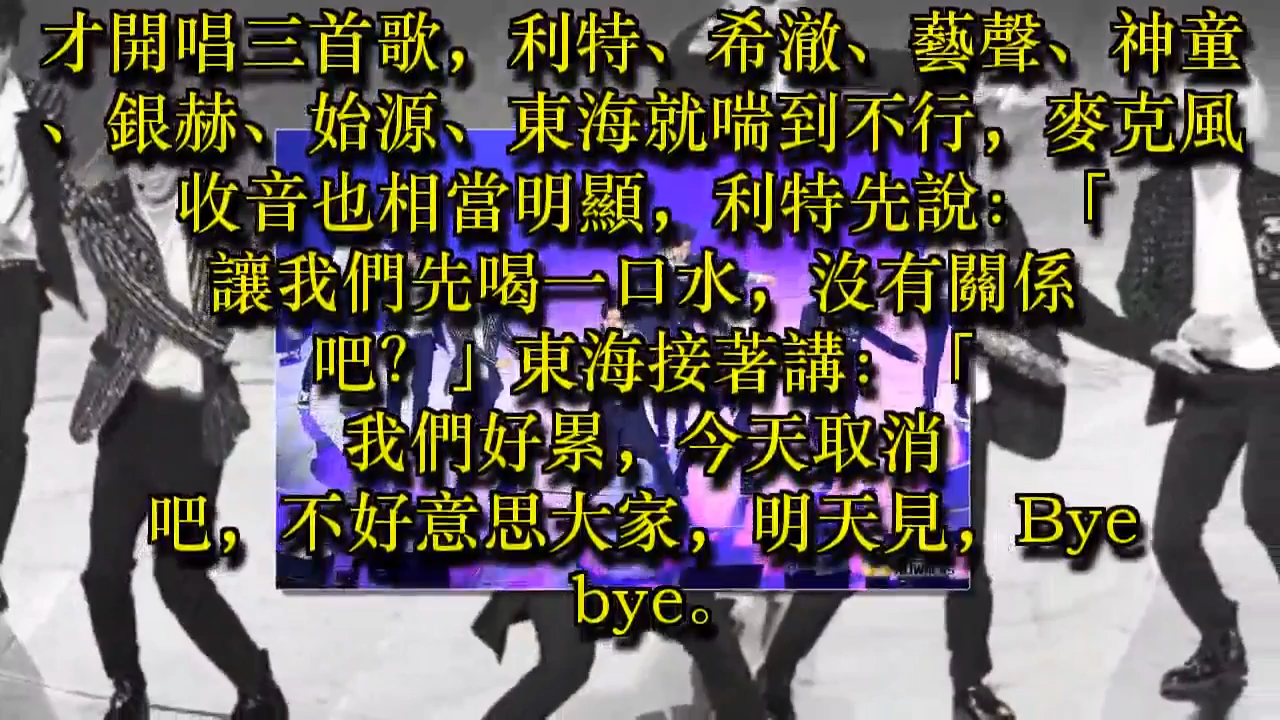 才開唱三首歌，利特、希澈、藝聲、神童
、銀赫、始源、東海就喘到不行，麥克風
收音也相當明顯，利特先說：「
讓我們先喝一口水，沒有關係
吧？」東海接著講：「
我們好累，今天取消
吧，不好意思大家，明天見，Bye
bye。